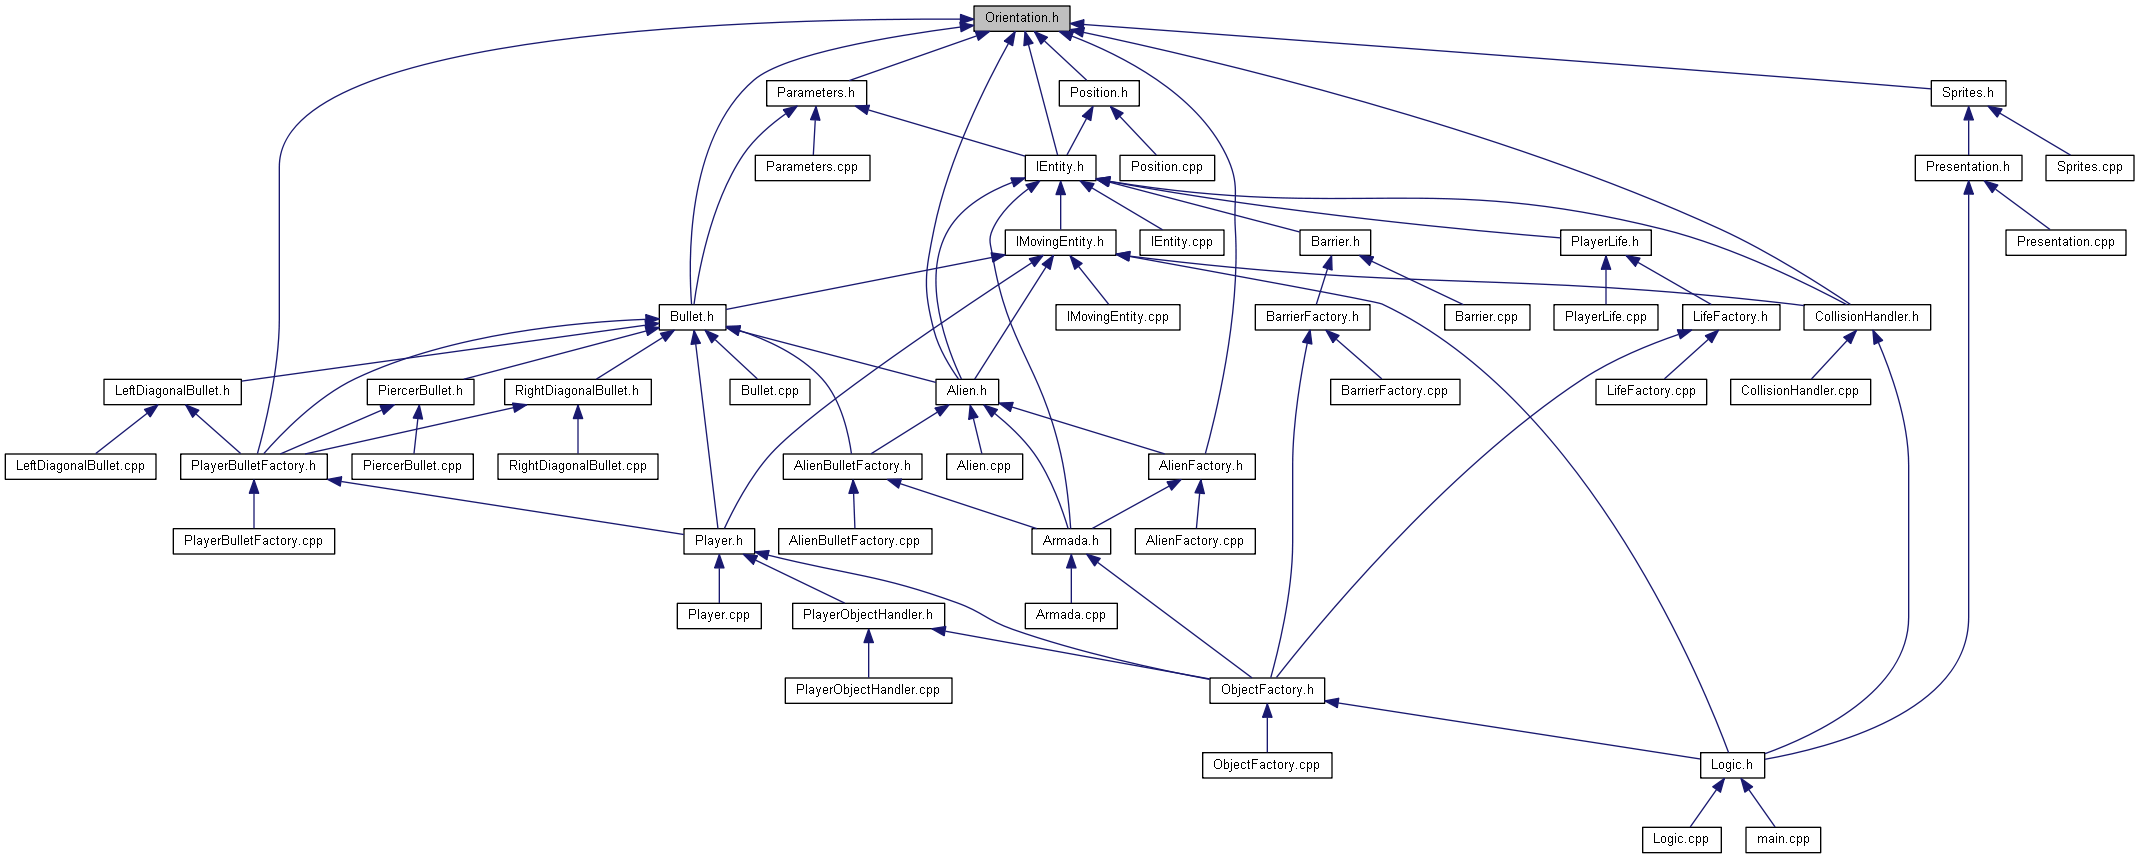 Orientation.h
Parameters.h
Position.h
Sprites.h
Parameters.cpp
IEntity.h
Position.cpp
Presentation.h
Sprites.cpp
IMovingEntity.h
IEntity.cpp
Barrier.h
PlayerLife.h
Presentation.cpp
Bullet.h
IMovingEntity.cpp
BarrierFactory.h
Barrier.cpp
PlayerLife.cpp
LifeFactory.h
CollisionHandler.h
LeftDiagonalBullet.h
PiercerBullet.h
RightDiagonalBullet.h
Bullet.cpp
Alien.h
BarrierFactory.cpp
LifeFactory.cpp
CollisionHandler.cpp
LeftDiagonalBullet.cpp
PlayerBulletFactory.h
PiercerBullet.cpp
RightDiagonalBullet.cpp
AlienBulletFactory.h
Alien.cpp
AlienFactory.h
PlayerBulletFactory.cpp
Player.h
AlienBulletFactory.cpp
Armada.h
AlienFactory.cpp
Player.cpp
PlayerObjectHandler.h
Armada.cpp
PlayerObjectHandler.cpp
ObjectFactory.h
ObjectFactory.cpp
Logic.h
Logic.cpp
main.cpp